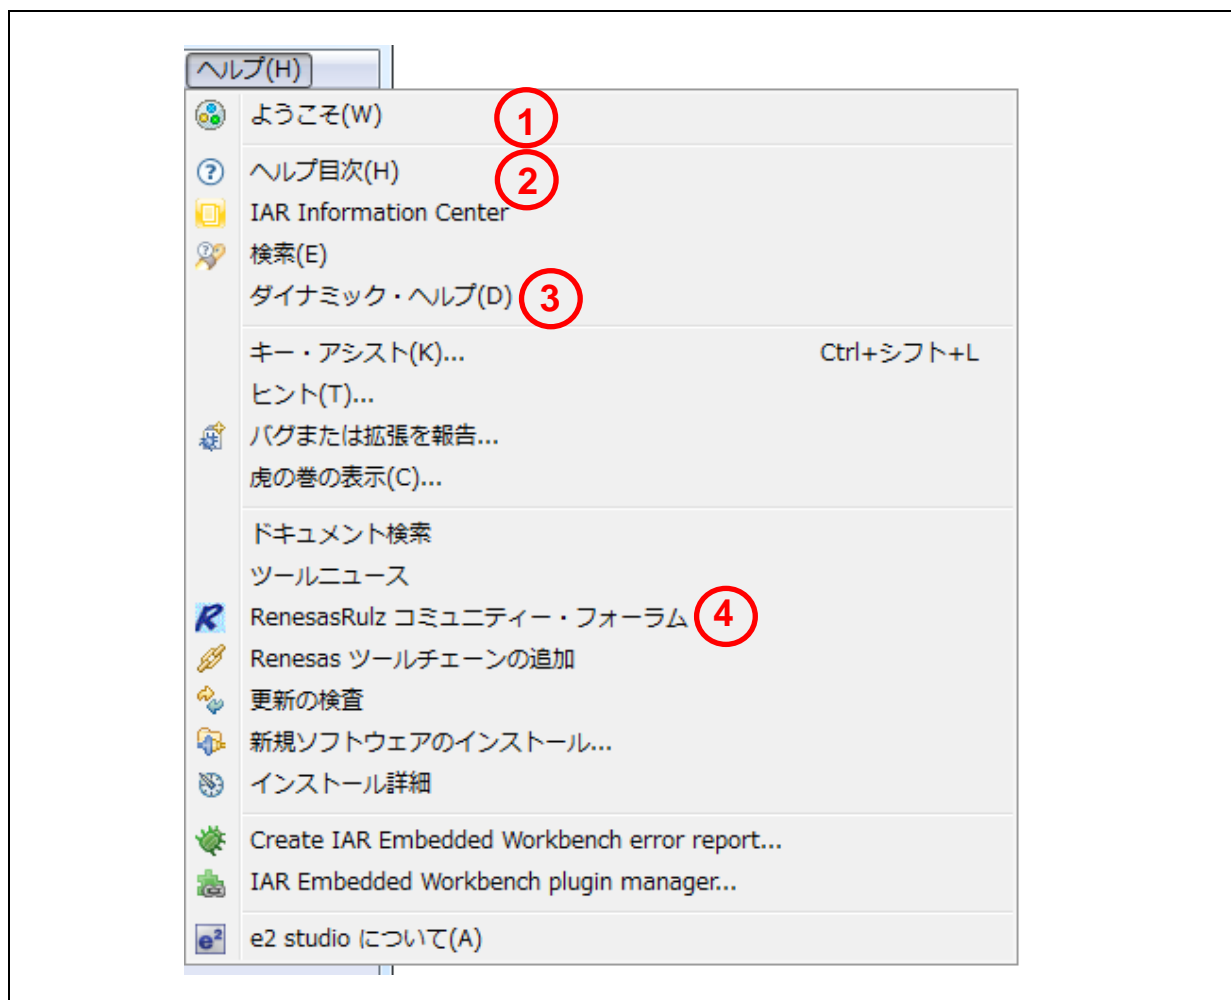 ヘルプ(H)
ようこそ(W) 1
ヘルプ目次(H) 2
IAR Information Center
検索(E)
ダイナミック・ヘルプ(D) 3
キー・アシスト(K)... Ctrl+シフト+L
ヒント(T)...
バグまたは拡張を報告...
虎の巻の表示(C)...
ドキュメント検索
ツールニュース
R RenesasRulz コミュニティー・フォーラム 4
Renesas ツールチェーンの追加
更新の検査
新規ソフトウェアのインストール...
インストール詳細
Create IAR Embedded Workbench error report...
IAR Embedded Workbench plugin manager...
e² e2 studio について(A)